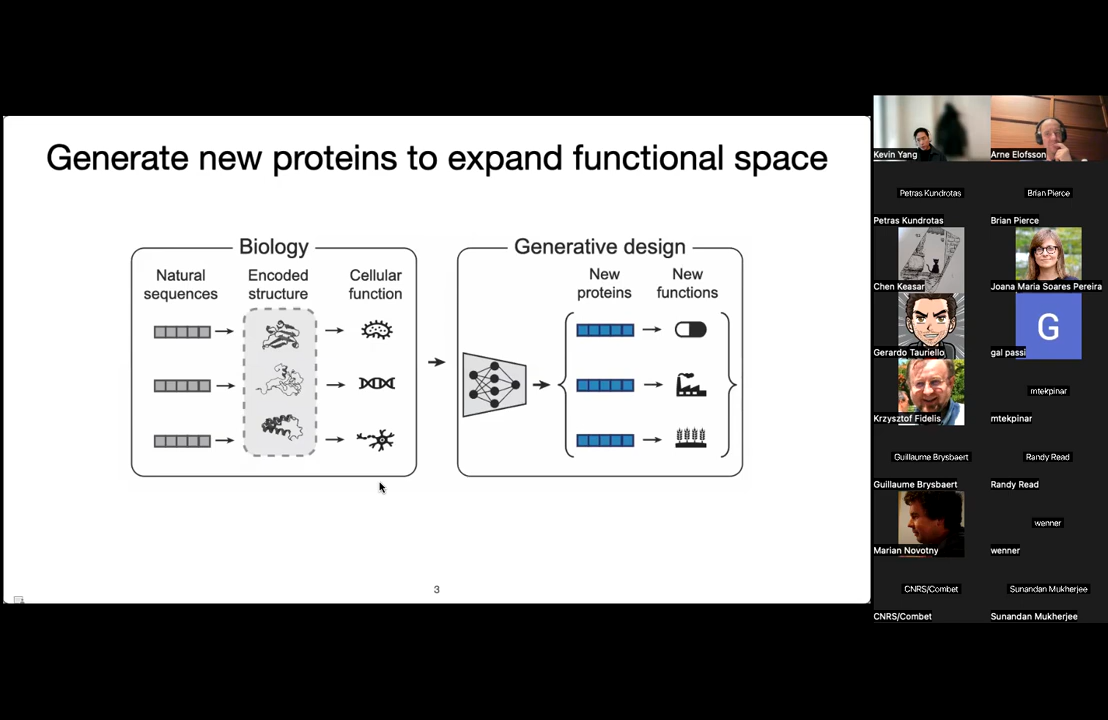 Generate new proteins to expand functional space
Biology
Natural
sequences
Encoded
structure
Cellular
function
Generative design
New
proteins
New
functions
3
Kevin Yang
Arne Elofsson
Petras Kundrotas
Petras Kundrotas
Brian Pierce
Brian Pierce
Chen Keasar
Joana Maria Soares Pereira
Gerardo Tauriello
G
gal passi
Krzysztof Fidelis
mtekpinar
mtekpinar
Guillaume Brysbaert
Guillaume Brysbaert
Randy Read
Randy Read
Marian Novotny
wenner
wenner
CNRS/Combet
CNRS/Combet
Sunandan Mukherjee
Sunandan Mukherjee